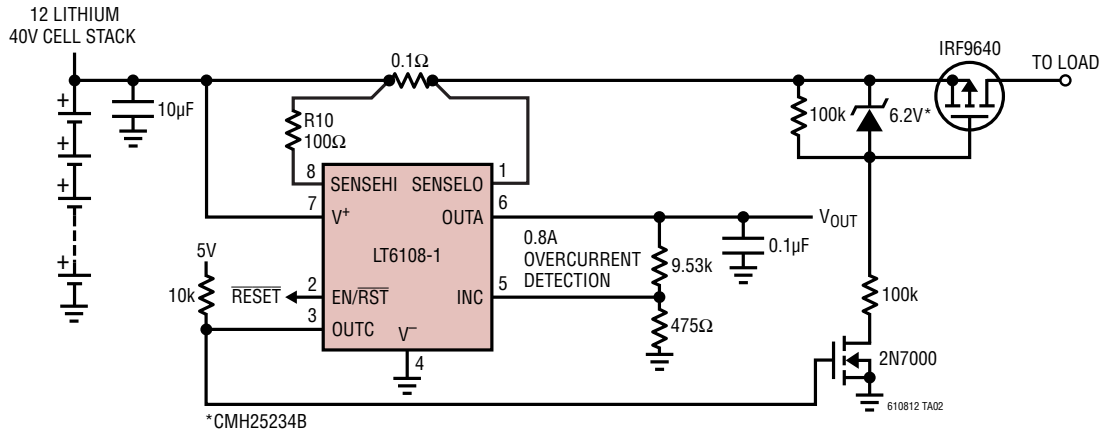 12 LITHIUM
40V CELL STACK
0.1Ω
IRF9640
TO LOAD
10µF
R10
100Ω
100k
6.2V*
8
SENSEHI
SENSELO
1
7
V+
OUTA
6
VOUT
LT6108-1
0.8A
OVERCURRENT
DETECTION
9.53k
0.1µF
5V
10k
RESET
2
EN/RST
INC
5
3
OUTC
V–
4
475Ω
100k
2N7000
*CMH25234B
610812 TA02
+
+
+
+